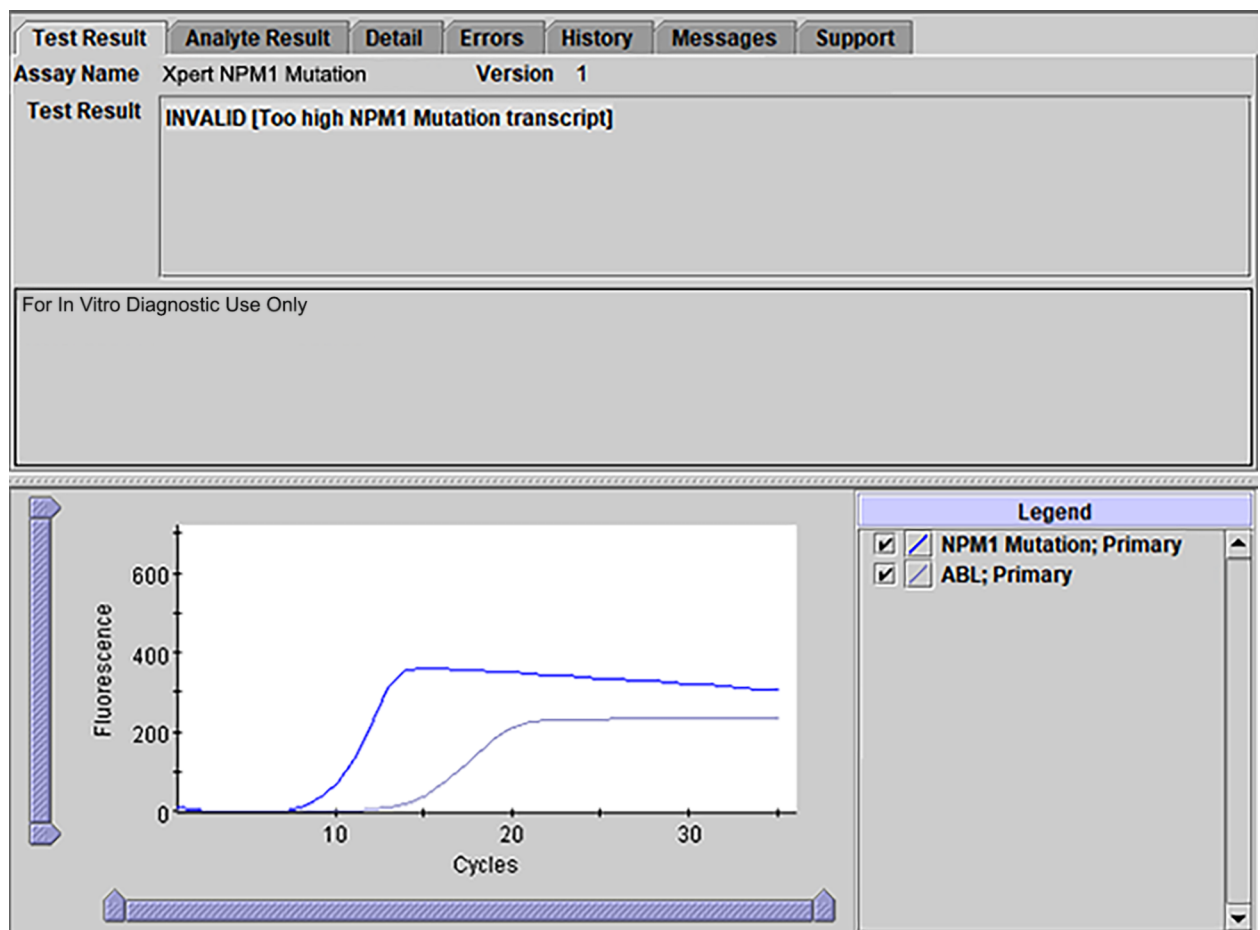 Test Result Analyte Result Detail Errors History Messages Support
Assay Name Xpert NPM1 Mutation Version 1
Test Result INVALID [Too high NPM1 Mutation transcript]
For In Vitro Diagnostic Use Only
Legend
NPM1 Mutation; Primary
ABL; Primary
600
400
200
0
Fluorescence
10 20 30
Cycles